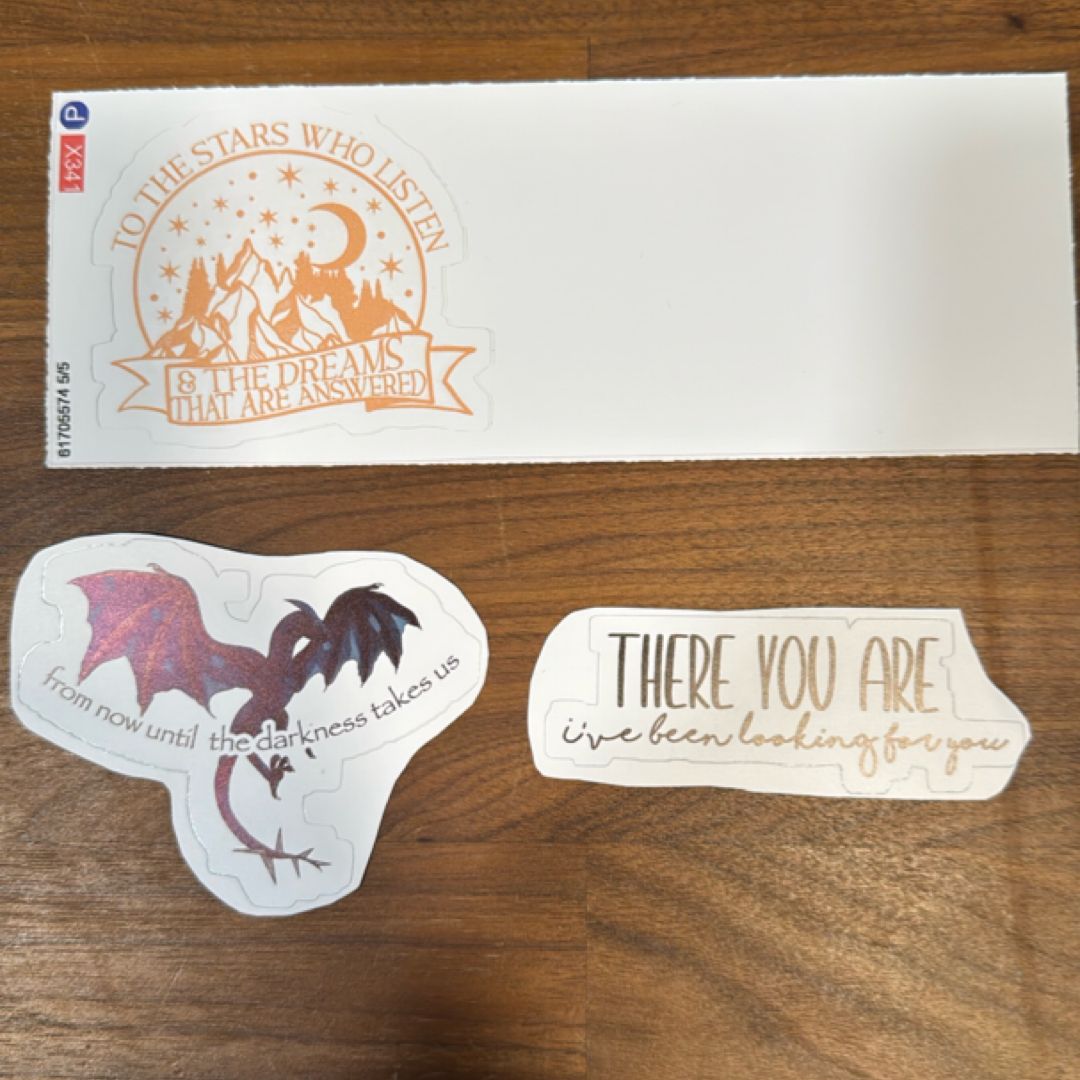 d
X341
61705574 5/5
TO THE STARS WHO LISTEN
& THE DREAMS
THAT ARE ANSWERED
from now until the darkness takes us
THERE YOU ARE
i've been looking for you